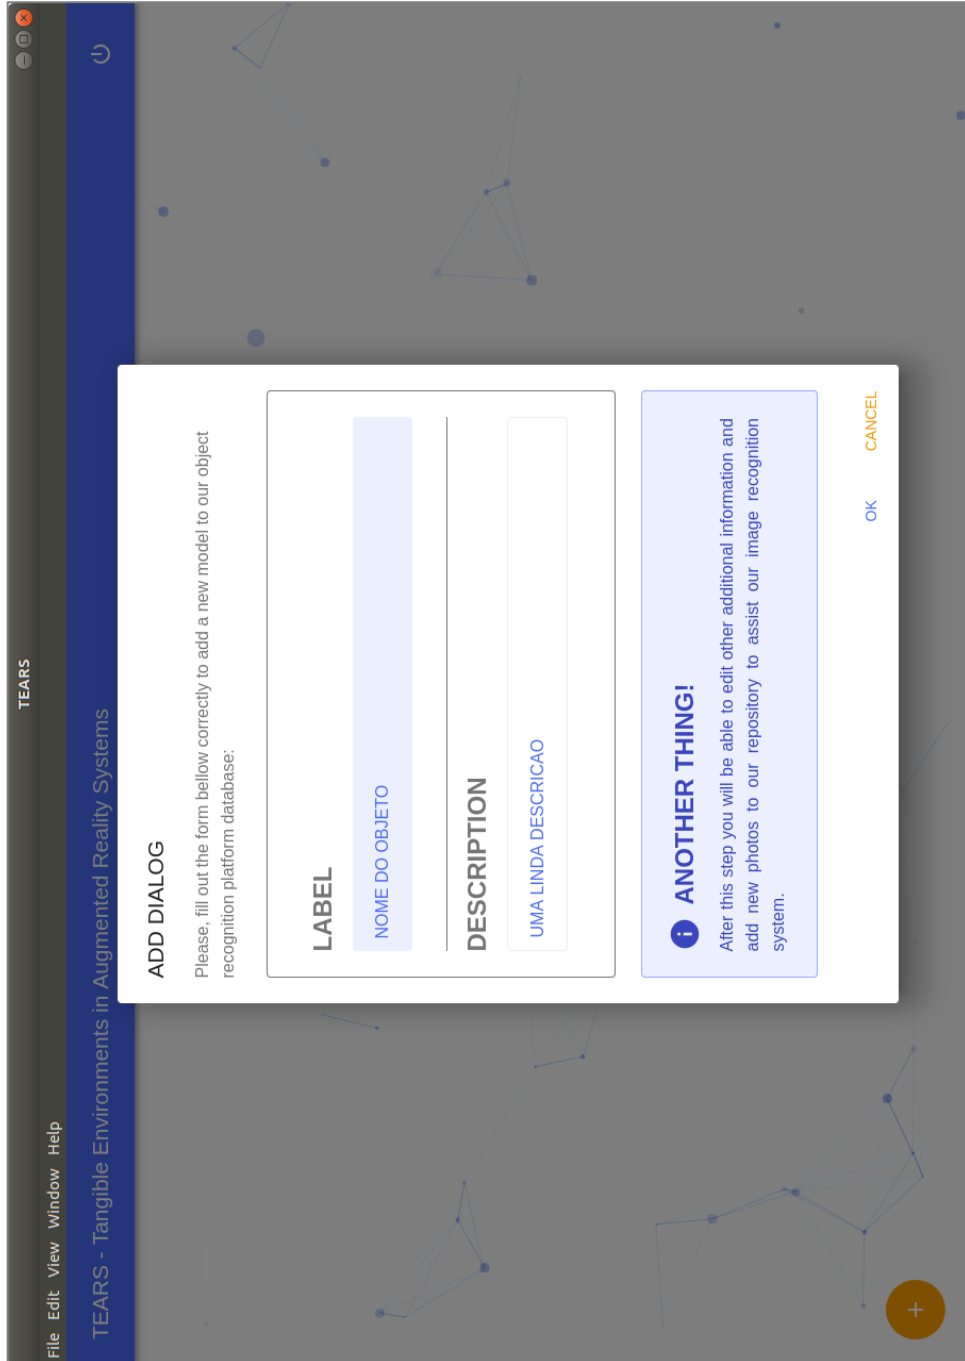 TEARS
File Edit View Window Help
TEARS - Tangible Environments in Augmented Reality Systems
ADD DIALOG
Please, fill out the form bellow correctly to add a new model to our object
recognition platform database:
LABEL
NOME DO OBJETO
DESCRIPTION
UMA LINDA DESCRICAO
ANOTHER THING!
After this step you will be able to edit other additional information and
add new photos to our repository to assist our image recognition
system.
OK CANCEL